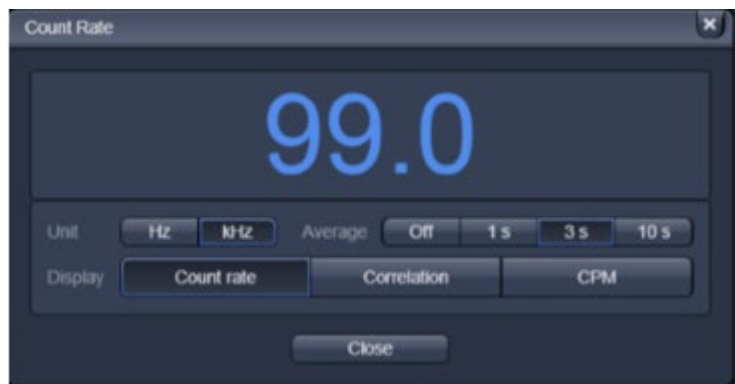 Count Rate
99.0
Unit Hz kHz Average Off 1 s 3 s 10 s
Display Count rate Correlation CPM
Close